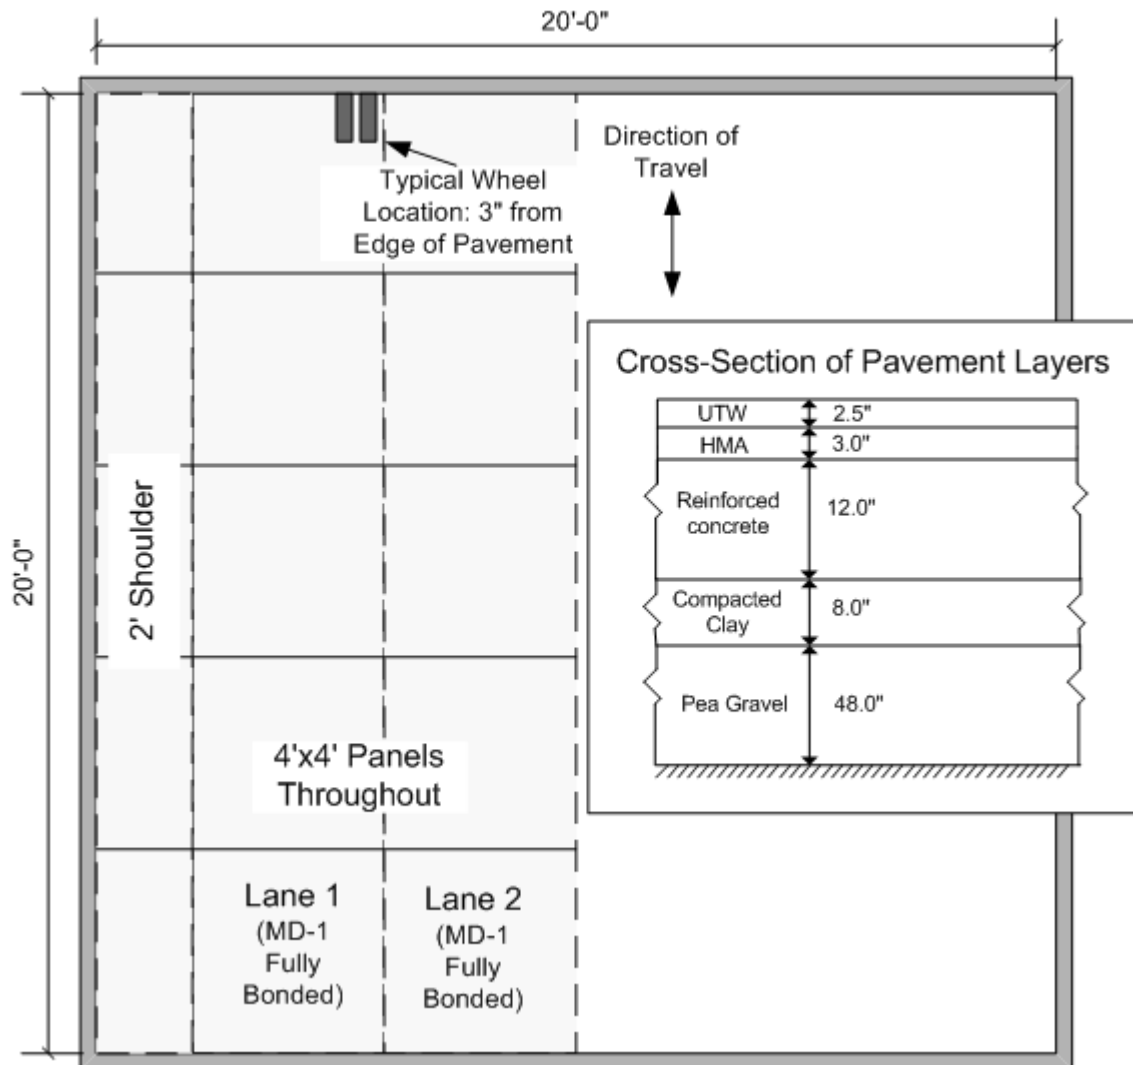 20'-0"
Direction of
Travel
Typical Wheel
Location: 3" from
Edge of Pavement
20'-0"
2' Shoulder
4'x4' Panels
Throughout
Lane 1
(MD-1
Fully
Bonded)
Lane 2
(MD-1
Fully
Bonded)
Cross-Section of Pavement Layers
UTW 2.5"
HMA 3.0"
Reinforced
concrete
12.0"
Compacted
Clay
8.0"
Pea Gravel 48.0"